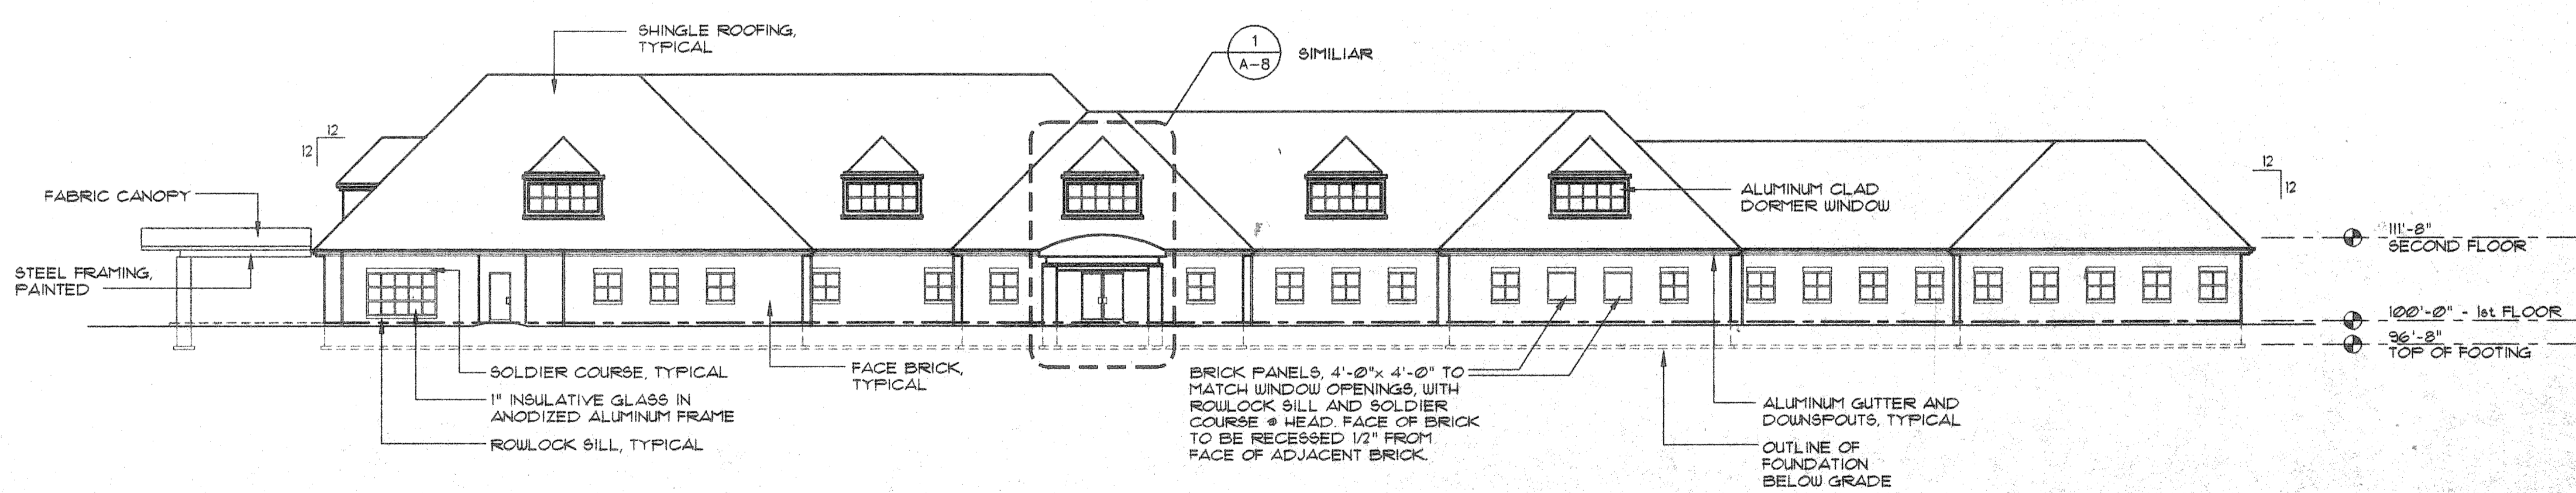 SHINGLE ROOFING,
TYPICAL
1
A-8
SIMILIAR
12
12
FABRIC CANOPY
STEEL FRAMING,
PAINTED
ALUMINUM CLAD
DORMER WINDOW
12
12
111'-8"
SECOND FLOOR
100'-0" - 1st FLOOR
96'-8"
TOP OF FOOTING
SOLDIER COURSE, TYPICAL
1" INSULATIVE GLASS IN
ANODIZED ALUMINUM FRAME
ROWLOCK SILL, TYPICAL
FACE BRICK,
TYPICAL
BRICK PANELS, 4'-0"x 4'-0" TO
MATCH WINDOW OPENINGS, WITH
ROWLOCK SILL AND SOLDIER
COURSE @ HEAD. FACE OF BRICK
TO BE RECESSED 1/2" FROM
FACE OF ADJACENT BRICK.
ALUMINUM GUTTER AND
DOWNSPOUTS, TYPICAL
OUTLINE OF
FOUNDATION
BELOW GRADE